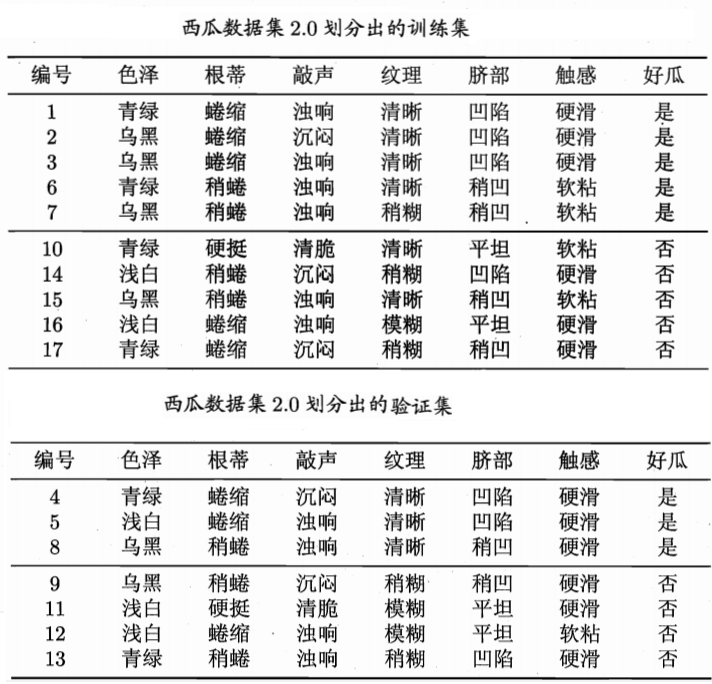 西瓜数据集 2.0 划分出的训练集
编号 色泽 根蒂 敲声 纹理 脐部 触感 好瓜
1 青绿 蜷缩 浊响 清晰 凹陷 硬滑 是
2 乌黑 蜷缩 沉闷 清晰 凹陷 硬滑 是
3 乌黑 蜷缩 浊响 清晰 凹陷 硬滑 是
6 青绿 稍蜷 浊响 清晰 稍凹 软粘 是
7 乌黑 稍蜷 浊响 稍糊 稍凹 软粘 是
10 青绿 硬挺 清脆 清晰 平坦 软粘 否
14 浅白 稍蜷 沉闷 稍糊 凹陷 硬滑 否
15 乌黑 稍蜷 浊响 清晰 稍凹 软粘 否
16 浅白 蜷缩 浊响 模糊 平坦 硬滑 否
17 青绿 蜷缩 沉闷 稍糊 稍凹 硬滑 否
西瓜数据集 2.0 划分出的验证集
编号 色泽 根蒂 敲声 纹理 脐部 触感 好瓜
4 青绿 蜷缩 沉闷 清晰 凹陷 硬滑 是
5 浅白 蜷缩 浊响 清晰 凹陷 硬滑 是
8 乌黑 稍蜷 浊响 清晰 稍凹 硬滑 是
9 乌黑 稍蜷 沉闷 稍糊 稍凹 硬滑 否
11 浅白 硬挺 清脆 模糊 平坦 硬滑 否
12 浅白 蜷缩 浊响 模糊 平坦 软粘 否
13 青绿 稍蜷 浊响 稍糊 凹陷 硬滑 否